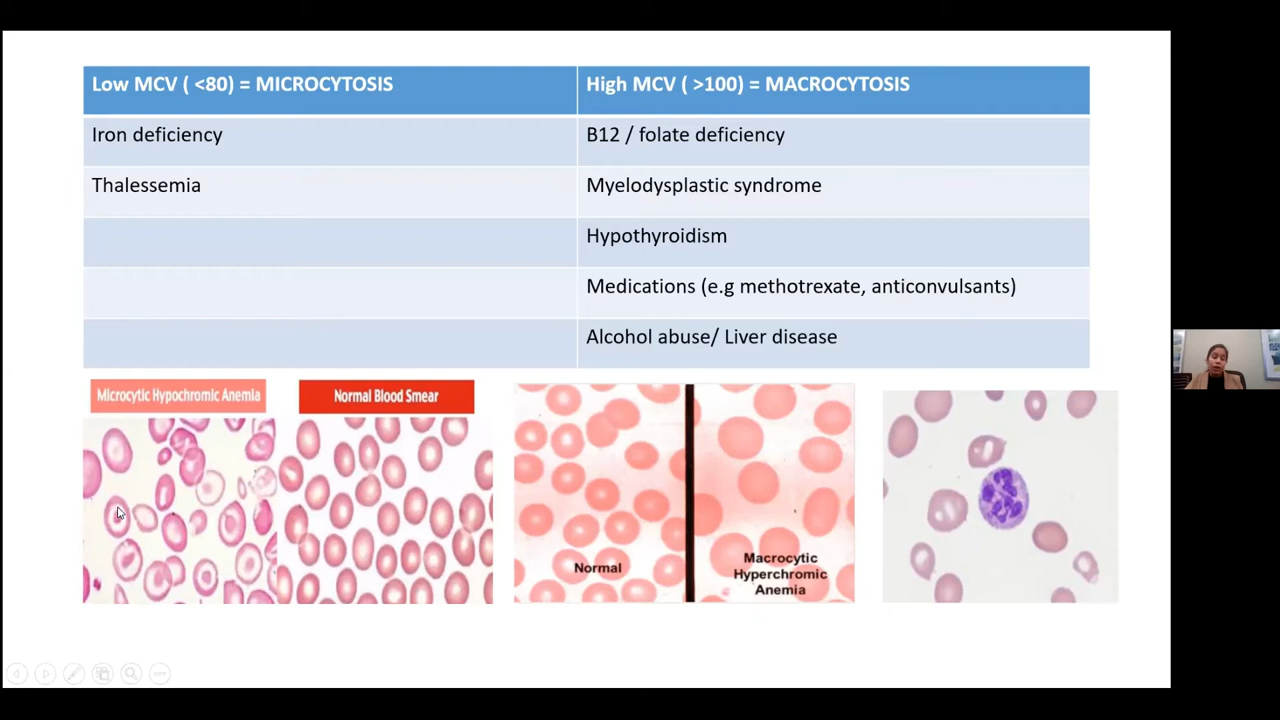 Low MCV ( <80) = MICROCYTOSIS
High MCV ( >100) = MACROCYTOSIS
Iron deficiency
B12 / folate deficiency
Thalessemia
Myelodysplastic syndrome
Hypothyroidism
Medications (e.g methotrexate, anticonvulsants)
Alcohol abuse/ Liver disease
Microcytic Hypochromic Anemia
Normal Blood Smear
Normal
Macrocytic
Hyperchromic
Anemia